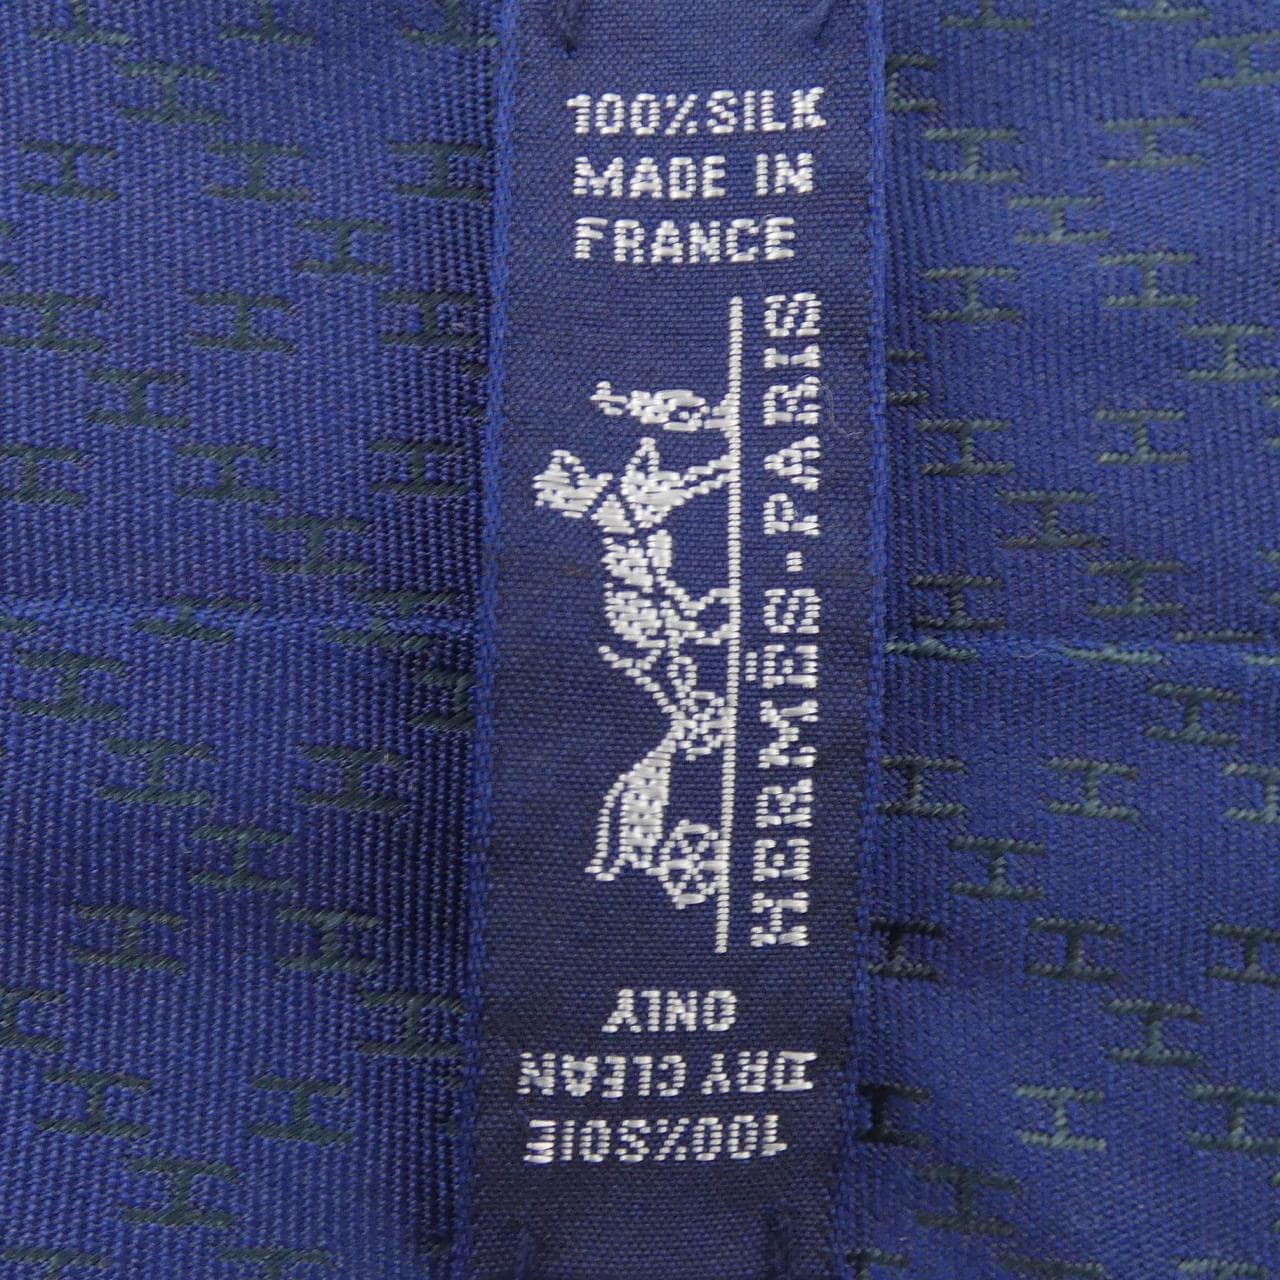 100%SILK
MADE IN
FRANCE
HERMÈS-PARIS
100%SOIE
DRY CLEAN
ONLY